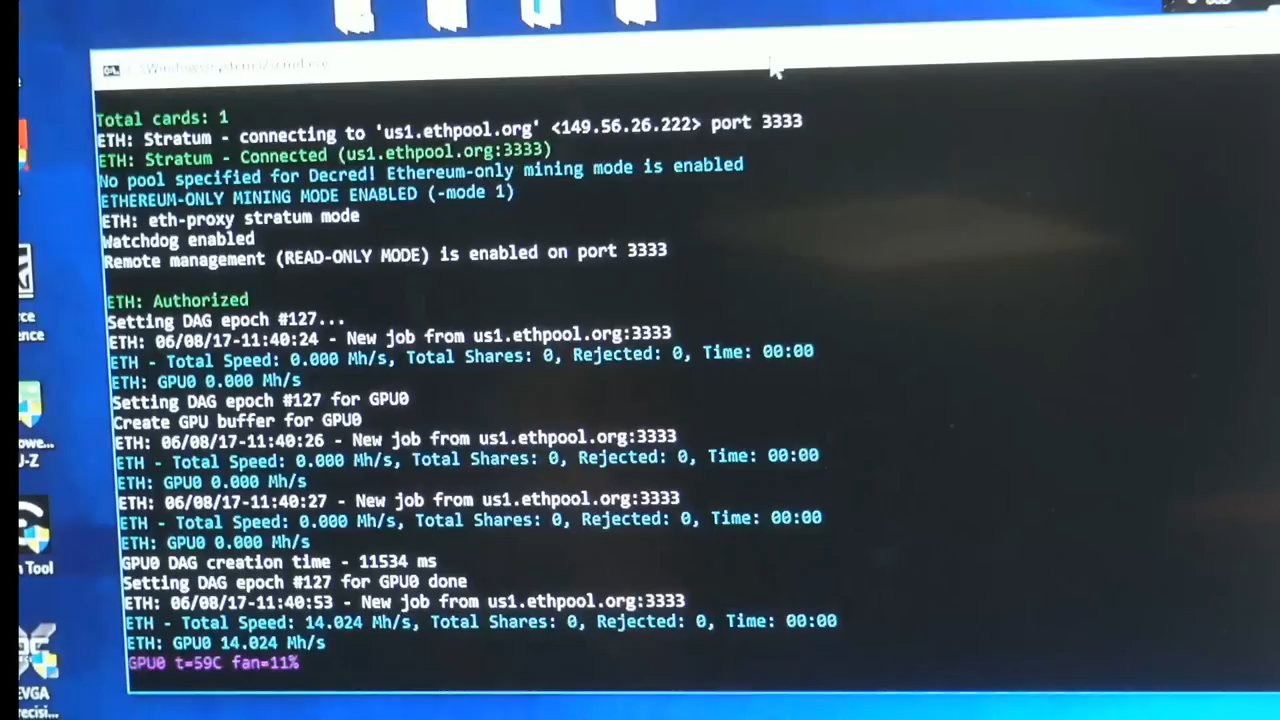 Total cards: 1
ETH: Stratum - connecting to 'us1.ethpool.org' <149.56.26.222> port 3333
ETH: Stratum - Connected (us1.ethpool.org:3333)
No pool specified for Decred! Ethereum-only mining mode is enabled
ETHEREUM-ONLY MINING MODE ENABLED (-mode 1)
ETH: eth-proxy stratum mode
Watchdog enabled
Remote management (READ-ONLY MODE) is enabled on port 3333
ETH: Authorized
Setting DAG epoch #127...
ETH: 06/08/17-11:40:24 - New job from us1.ethpool.org:3333
ETH - Total Speed: 0.000 Mh/s, Total Shares: 0, Rejected: 0, Time: 00:00
ETH: GPU0 0.000 Mh/s
Setting DAG epoch #127 for GPU0
Create GPU buffer for GPU0
ETH: 06/08/17-11:40:26 - New job from us1.ethpool.org:3333
ETH - Total Speed: 0.000 Mh/s, Total Shares: 0, Rejected: 0, Time: 00:00
ETH: GPU0 0.000 Mh/s
ETH: 06/08/17-11:40:27 - New job from us1.ethpool.org:3333
ETH - Total Speed: 0.000 Mh/s, Total Shares: 0, Rejected: 0, Time: 00:00
ETH: GPU0 0.000 Mh/s
GPU0 DAG creation time - 11534 ms
Setting DAG epoch #127 for GPU0 done
ETH: 06/08/17-11:40:53 - New job from us1.ethpool.org:3333
ETH - Total Speed: 14.024 Mh/s, Total Shares: 0, Rejected: 0, Time: 00:00
ETH: GPU0 14.024 Mh/s
GPU0 t=59C fan=11%
rce
ence
owe...
J-Z
n Tool
EVGA
recisi...